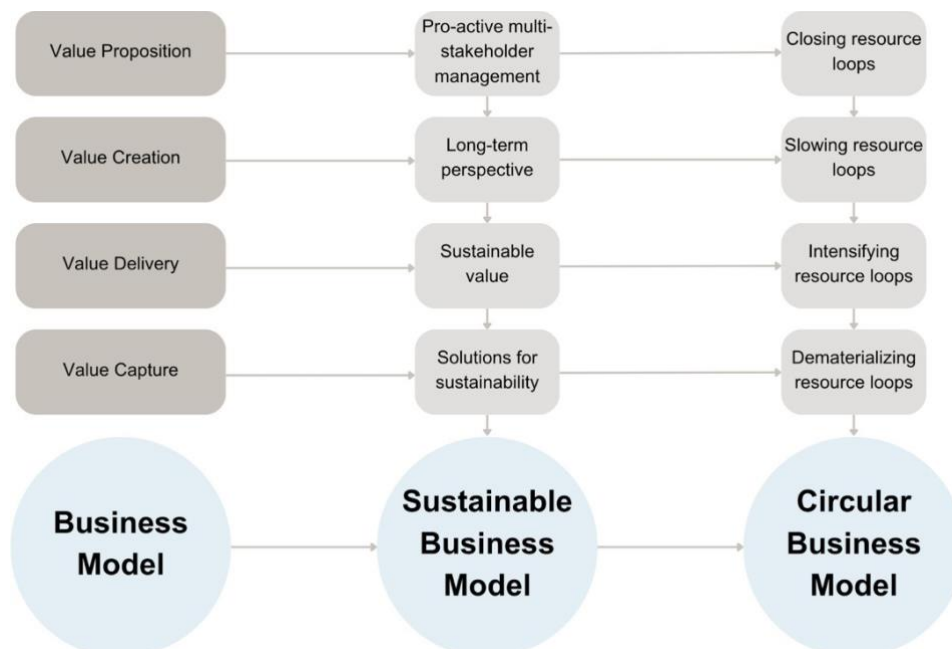 Value Proposition
Pro-active multi-
stakeholder
management
Closing resource
loops
Value Creation
Long-term
perspective
Slowing resource
loops
Value Delivery
Sustainable
value
Intensifying
resource loops
Value Capture
Solutions for
sustainability
Dematerializing
resource loops
Business
Model
Sustainable
Business
Model
Circular
Business
Model